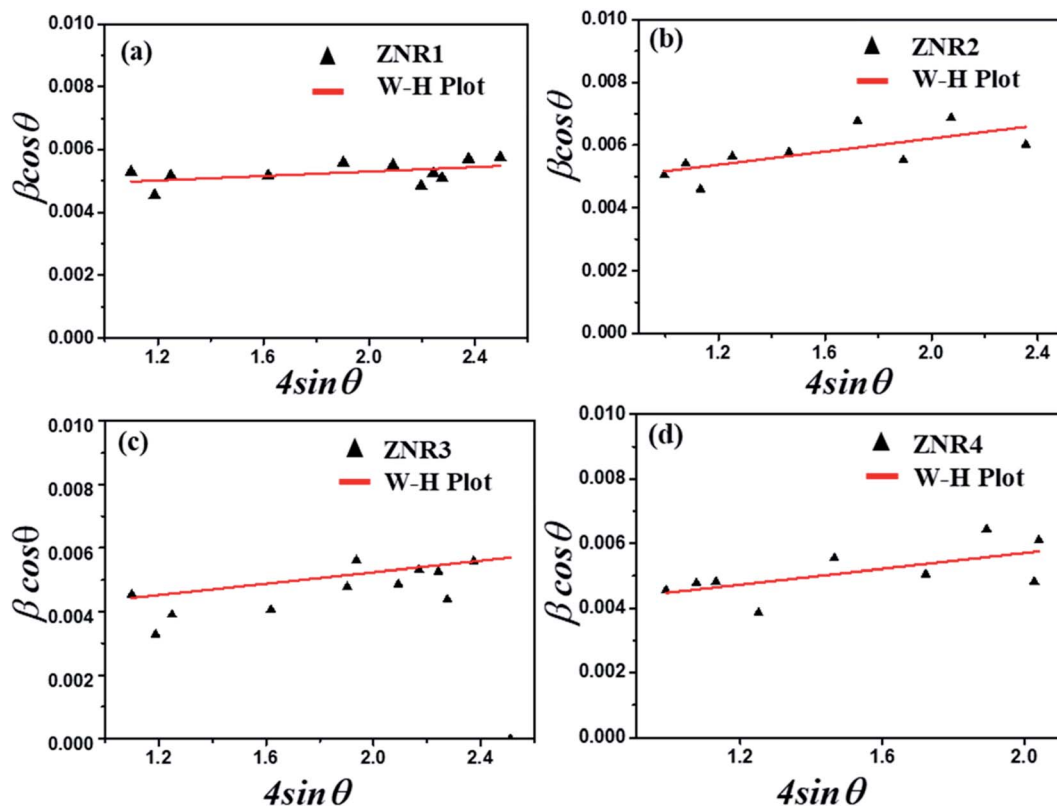 (a)
ZNR1
W-H Plot
0.010
0.008
0.006
0.004
0.002
0.000
βcosθ
1.2 1.6 2.0 2.4
4sinθ
(b)
ZNR2
W-H Plot
0.010
0.008
0.006
0.004
0.002
0.000
βcosθ
1.2 1.6 2.0 2.4
4sinθ
(c)
ZNR3
W-H Plot
0.010
0.008
0.006
0.004
0.002
0.000
β cosθ
1.2 1.6 2.0 2.4
4sinθ
(d)
ZNR4
W-H Plot
0.010
0.008
0.006
0.004
0.002
0.000
β cosθ
1.2 1.6 2.0
4sinθ